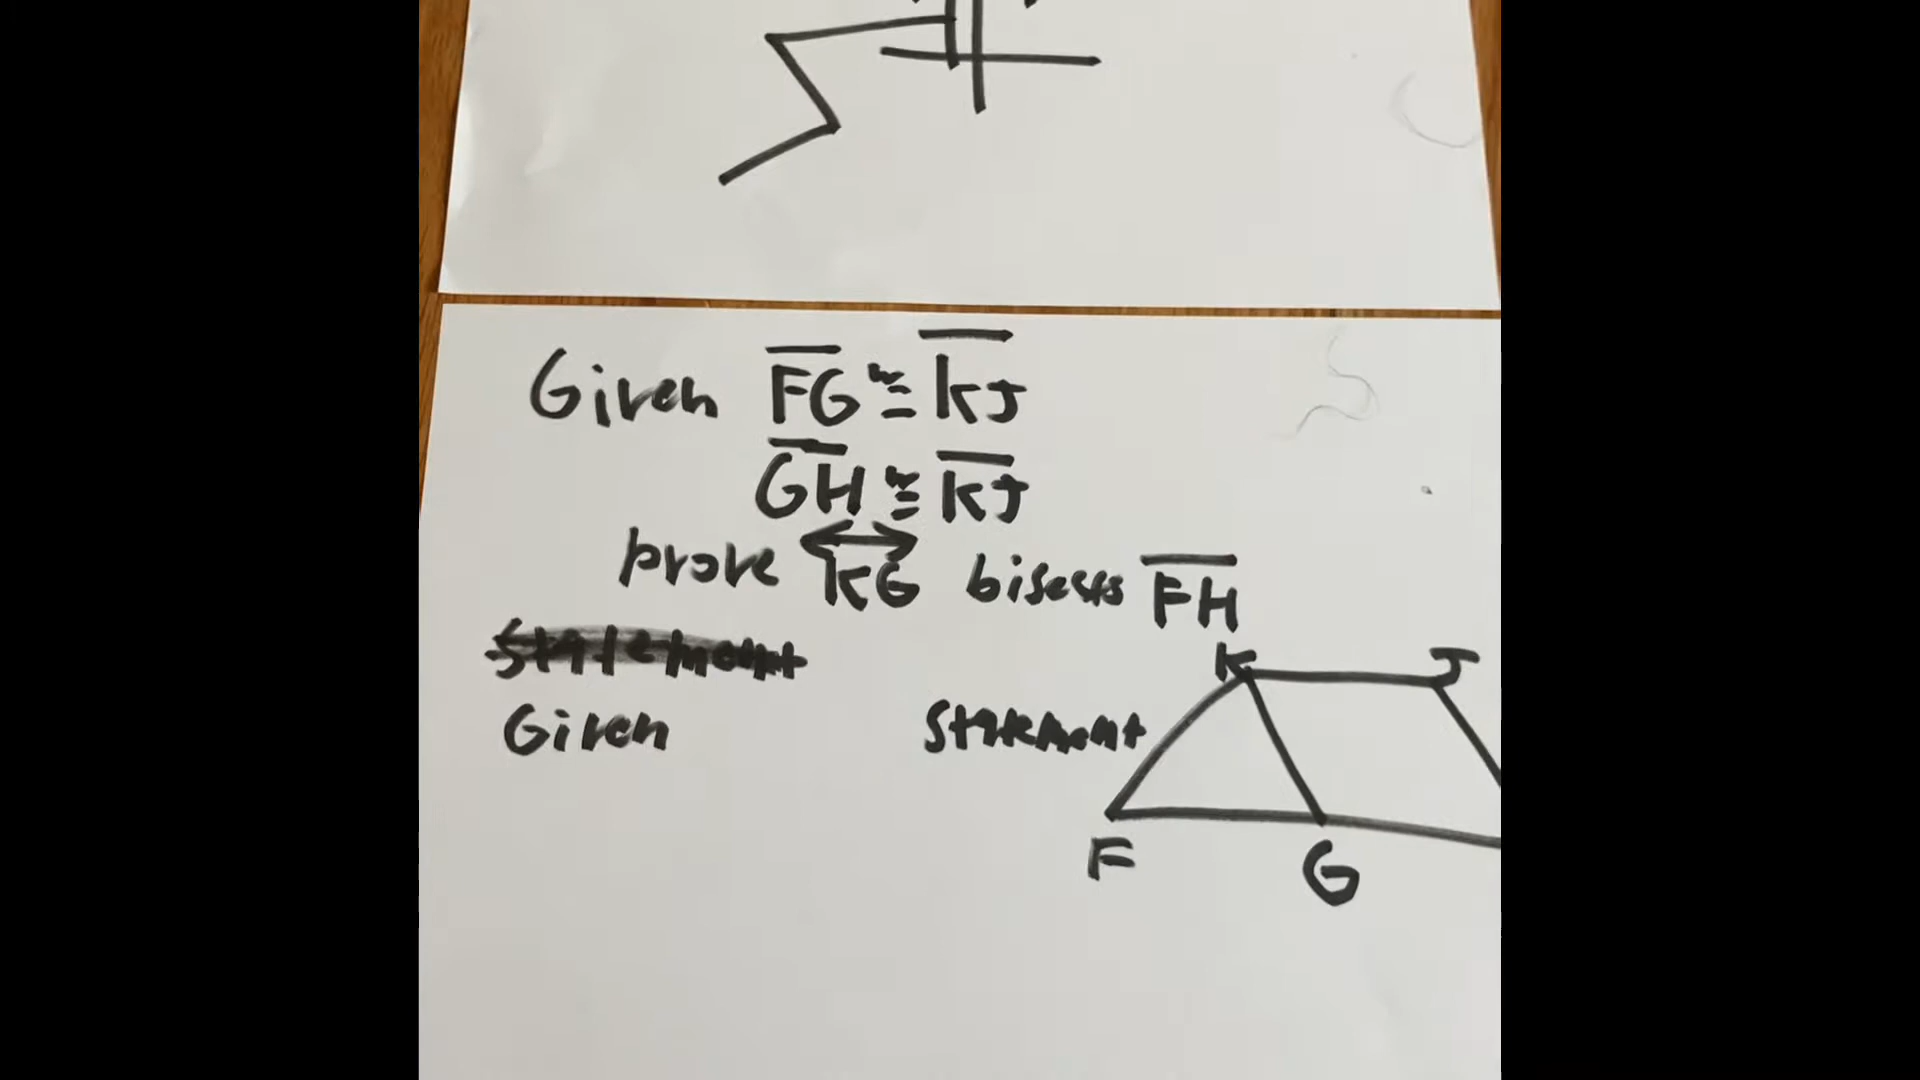 Given FG ≅ KJ
GH ≅ KJ
prove KG bisects FH
Statement
Given
Statement
K
J
F
G